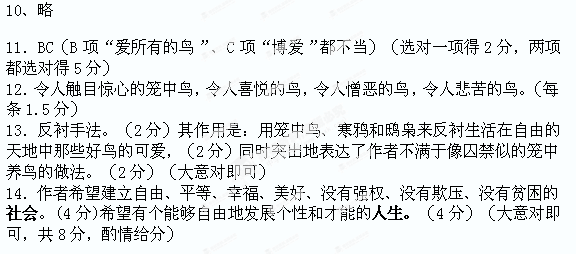 10、略
11. BC（B 项“爱所有的鸟”、C 项“博爱”都不当）（选对一项得 2 分，两项
都选对得 5 分）
12. 令人触目惊心的笼中鸟，令人喜悦的鸟，令人憎恶的鸟，令人悲苦的鸟。（每
条 1.5 分）
13. 反衬手法。（2 分）其作用是：用笼中鸟、寒鸦和鸱枭来反衬生活在自由的
天地中那些好鸟的可爱，（2 分）同时突出地表达了作者不满于像囚禁似的笼中
养鸟的做法。（2 分）（大意对即可）
14. 作者希望建立自由、平等、幸福、美好、没有强权、没有欺压、没有贫困的
社会。(4 分)希望有个能够自由地发展个性和才能的人生。（4 分）（大意对即
可，共 8 分，酌情给分）